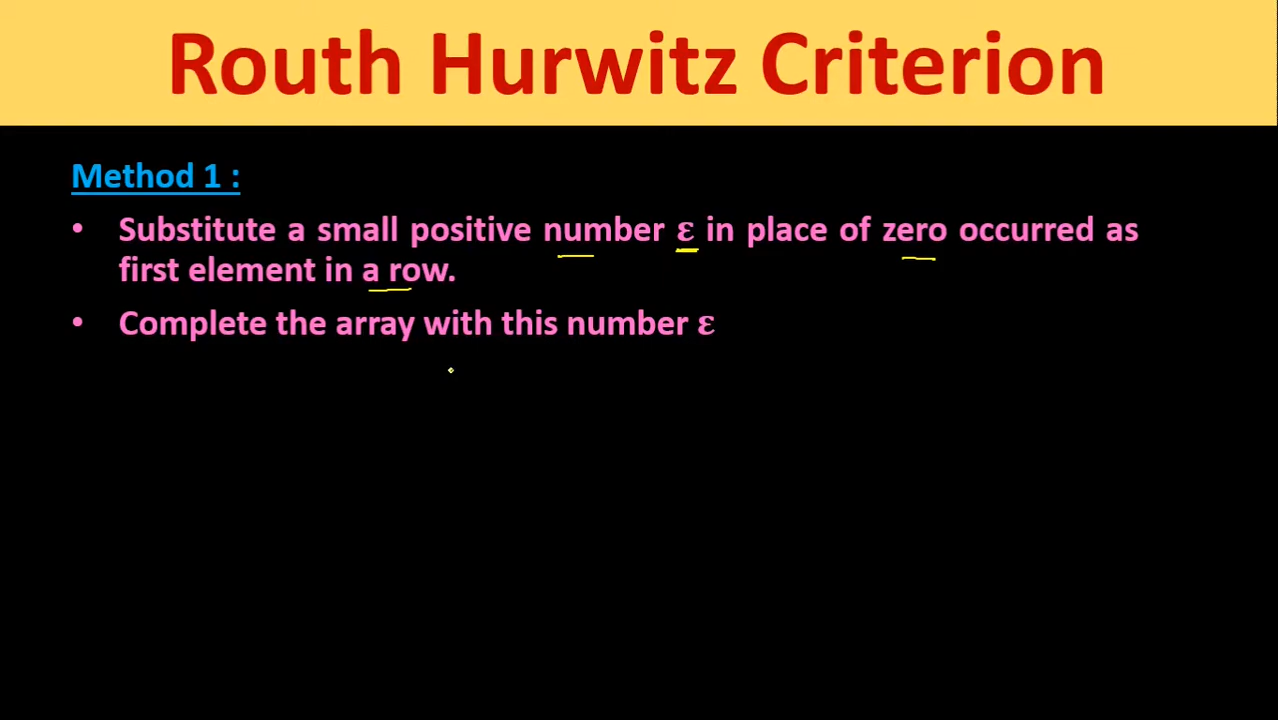 Routh Hurwitz Criterion
Method 1 :
• Substitute a small positive number ε in place of zero occurred as
first element in a row.
• Complete the array with this number ε